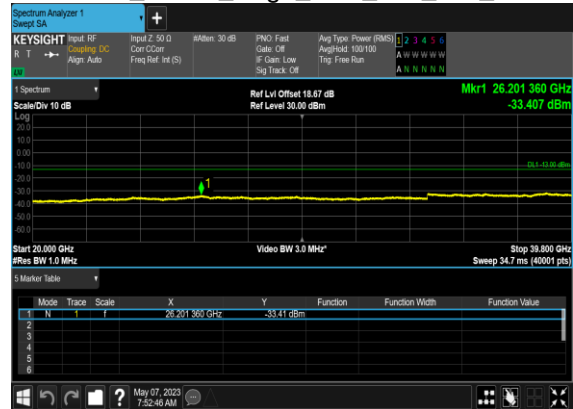 Spectrum Analyzer 1
Swept SA
KEYSIGHT Input: RF Input Z: 50 Ω #Atten: 30 dB PNO: Fast Avg Type: Power (RMS) 1 2 3 4 5 6
R T Coupling: DC Corr CCorr Gate: Off Avg|Hold: 100/100 A W W W W W
Align: Auto Freq Ref: Int (S) IF Gain: Low Trig: Free Run
LW Sig Track: Off A N N N N N
1 Spectrum Ref Lvl Offset 18.67 dB Mkr1 26.201 360 GHz
Scale/Div 10 dB Ref Level 30.00 dBm -33.407 dBm
Log
20.0
10.0
0.00
-10.0
DL1 -13.00 dBm
-20.0
1
-30.0
-40.0
-50.0
-60.0
Start 20.000 GHz Video BW 3.0 MHz* Stop 39.800 GHz
#Res BW 1.0 MHz Sweep 34.7 ms (40001 pts)
5 Marker Table
Mode Trace Scale X Y Function Function Width Function Value
1 N 1 f 26.201 360 GHz -33.41 dBm
2
3
4
5
6
May 07, 2023
7:52:46 AM